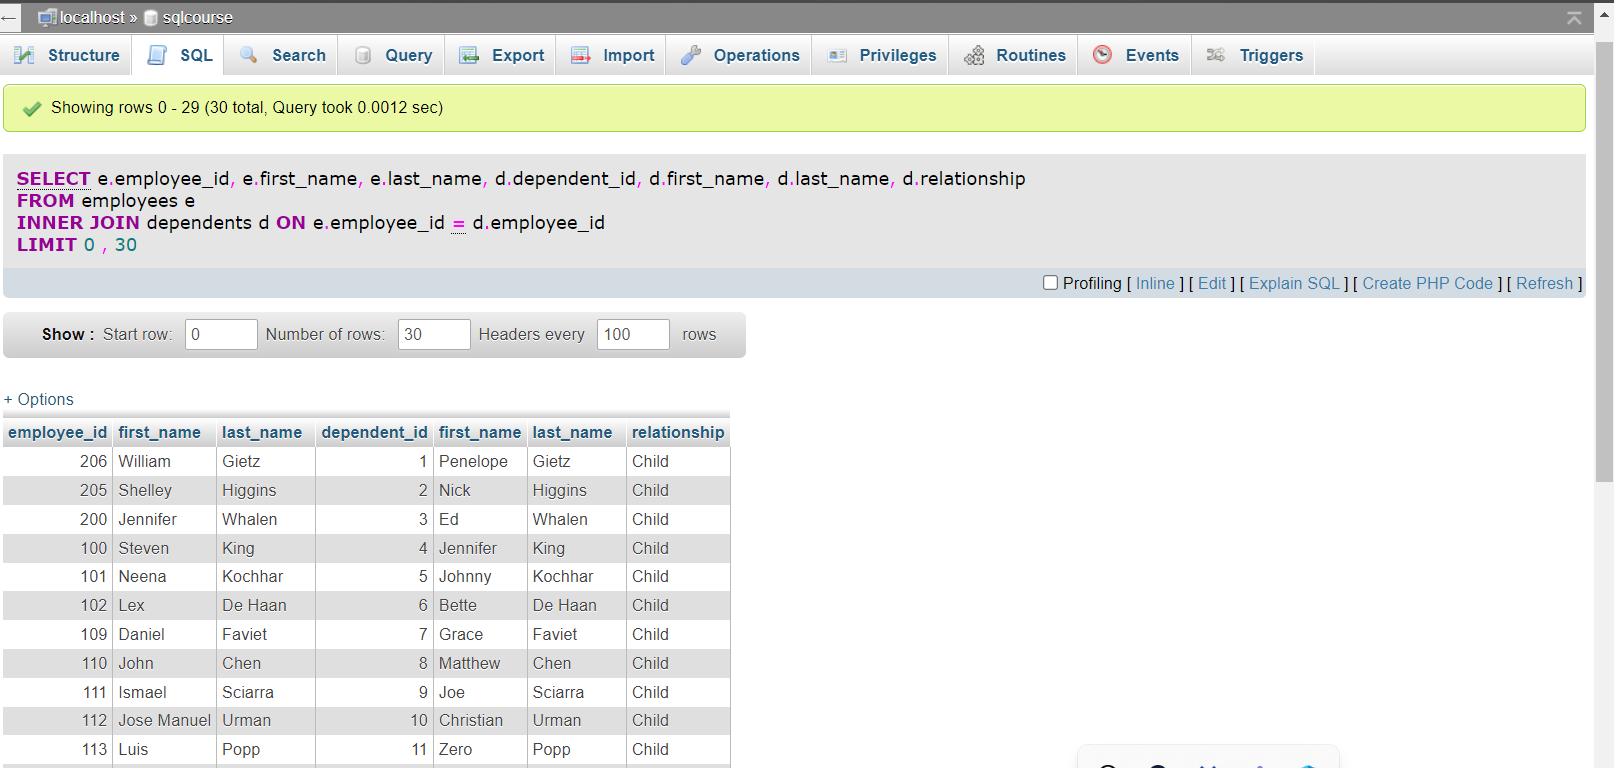 localhost » sqlcourse
Structure SQL Search Query Export Import Operations Privileges Routines Events Triggers
Showing rows 0 - 29 (30 total, Query took 0.0012 sec)
SELECT e.employee_id, e.first_name, e.last_name, d.dependent_id, d.first_name, d.last_name, d.relationship
FROM employees e
INNER JOIN dependents d ON e.employee_id = d.employee_id
LIMIT 0 , 30
Profiling [ Inline ] [ Edit ] [ Explain SQL ] [ Create PHP Code ] [ Refresh ]
Show : Start row: 0 Number of rows: 30 Headers every 100 rows
+ Options
employee_id first_name last_name dependent_id first_name last_name relationship
206 William Gietz 1 Penelope Gietz Child
205 Shelley Higgins 2 Nick Higgins Child
200 Jennifer Whalen 3 Ed Whalen Child
100 Steven King 4 Jennifer King Child
101 Neena Kochhar 5 Johnny Kochhar Child
102 Lex De Haan 6 Bette De Haan Child
109 Daniel Faviet 7 Grace Faviet Child
110 John Chen 8 Matthew Chen Child
111 Ismael Sciarra 9 Joe Sciarra Child
112 Jose Manuel Urman 10 Christian Urman Child
113 Luis Popp 11 Zero Popp Child